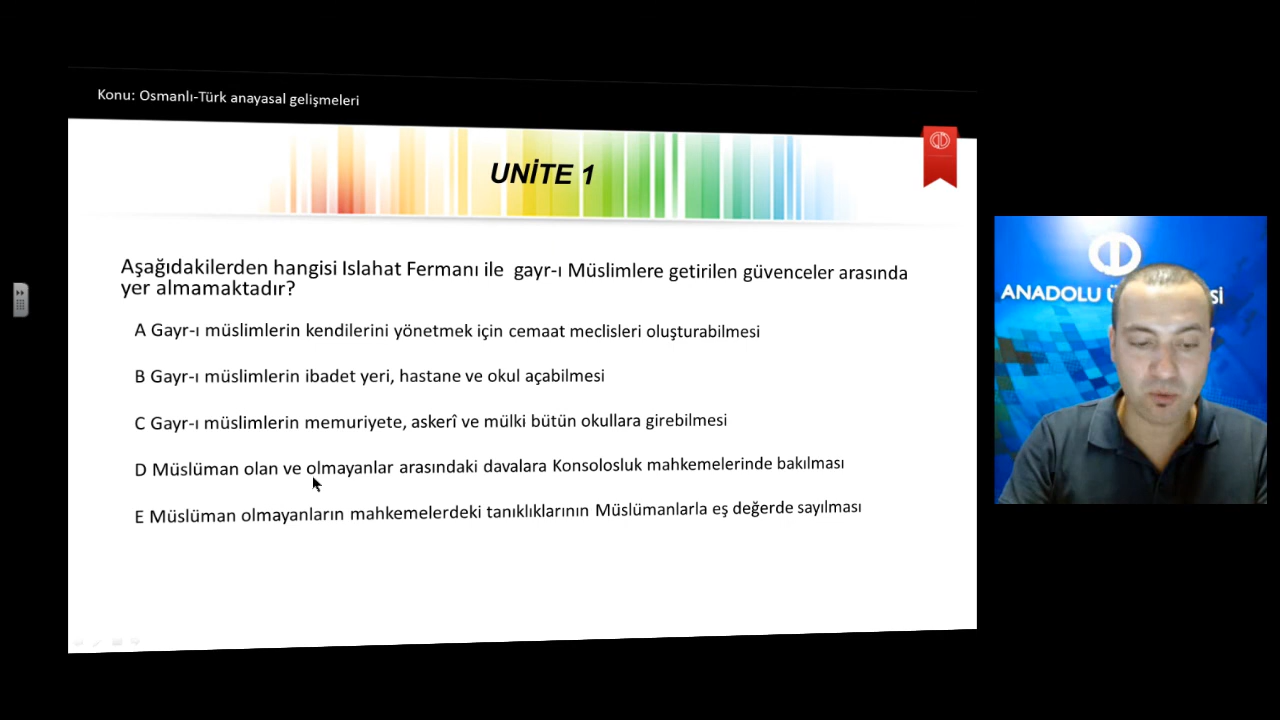 Konu: Osmanlı-Türk anayasal gelişmeleri
UNİTE 1
Aşağıdakilerden hangisi Islahat Fermanı ile gayr-ı Müslimlere getirilen güvenceler arasında
yer almamaktadır?
A Gayr-ı müslimlerin kendilerini yönetmek için cemaat meclisleri oluşturabilmesi
B Gayr-ı müslimlerin ibadet yeri, hastane ve okul açabilmesi
C Gayr-ı müslimlerin memuriyete, askerî ve mülki bütün okullara girebilmesi
D Müslüman olan ve olmayanlar arasındaki davalara Konsolosluk mahkemelerinde bakılması
E Müslüman olmayanların mahkemelerdeki tanıklıklarının Müslümanlarla eş değerde sayılması
ANADOLU Ü Sİ